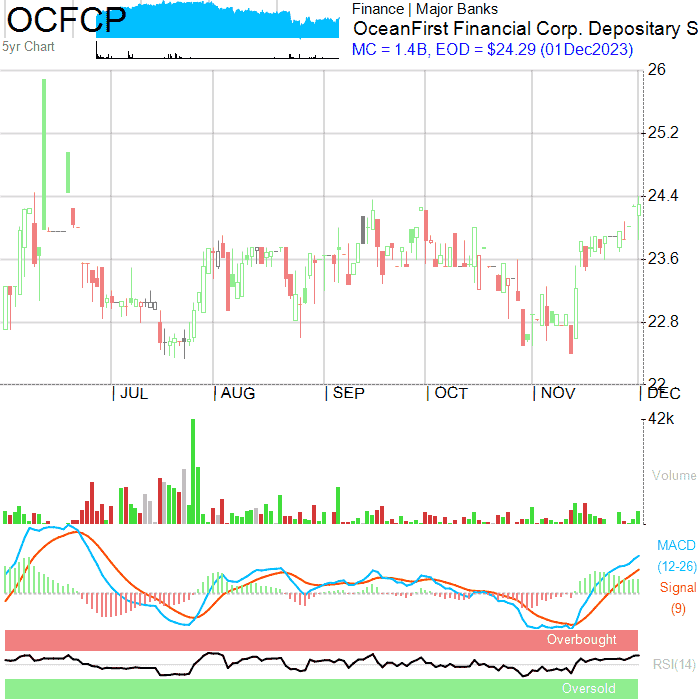 OCFCP
Finance | Major Banks
OceanFirst Financial Corp. Depositary S
5yr Chart
MC = 1.4B, EOD = $24.29 (01Dec2023)
26
25.2
24.4
23.6
22.8
22
| JUL
| AUG
| SEP
| OCT
| NOV
| DEC
42k
Volume
MACD
(12-26)
Signal
(9)
Overbought
RSI(14)
Oversold